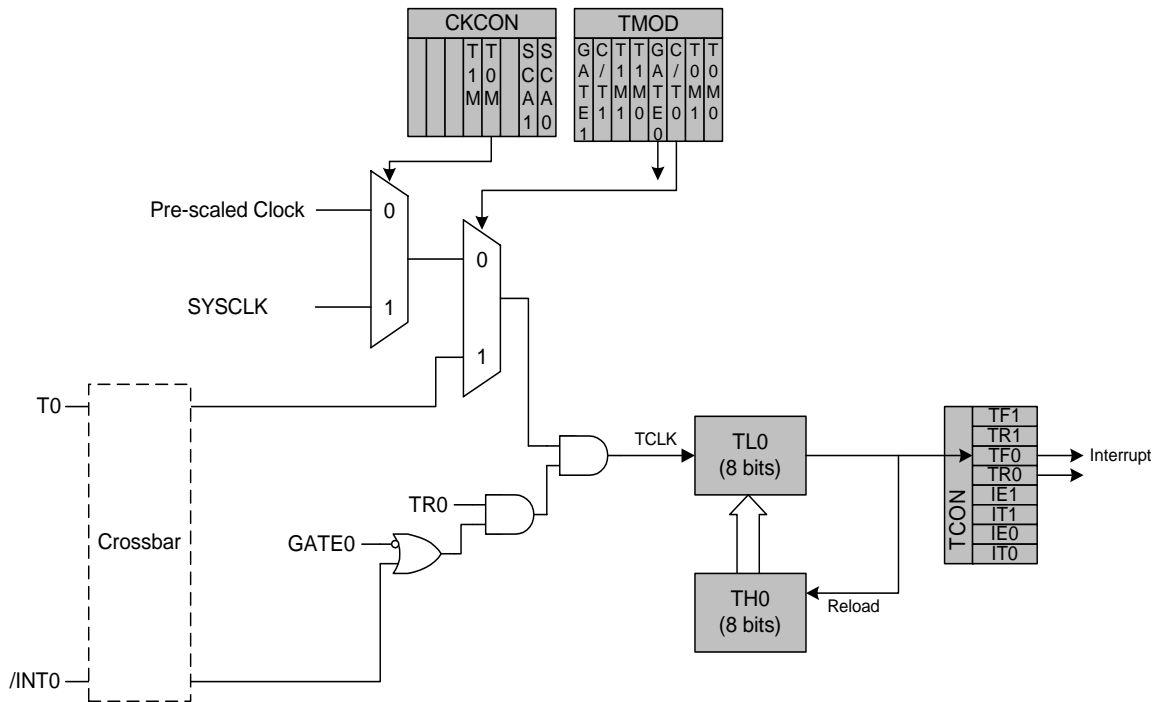 CKCON
T1M
T0M
SCA1
SCA0
TMOD
GATE1
C/T1
T1M1
T1M0
GATE0
C/T0
T0M1
T0M0
Pre-scaled Clock
0
SYSCLK
1
0
1
T0
Crossbar
/INT0
TR0
GATE0
TCLK
TL0
(8 bits)
TH0
(8 bits)
Reload
TCON
TF1
TR1
TF0
TR0
IE1
IT1
IE0
IT0
Interrupt